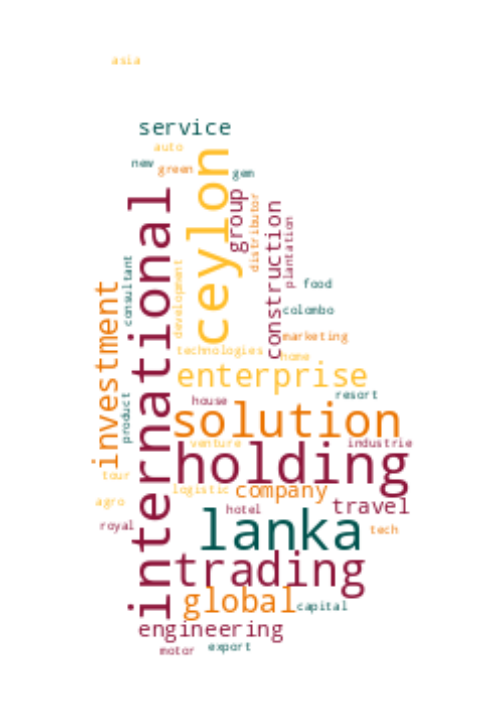 asia
service
auto
new
green
gem
ceylon
international
group
distributor
construction
plantation
consultant
development
food
colombo
investment
marketing
technologies
home
enterprise
product
house
resort
solution
venture
industrie
holding
tour
logistic
company
agro
hotel
travel
royal
lanka
tech
trading
global
capital
engineering
motor
export